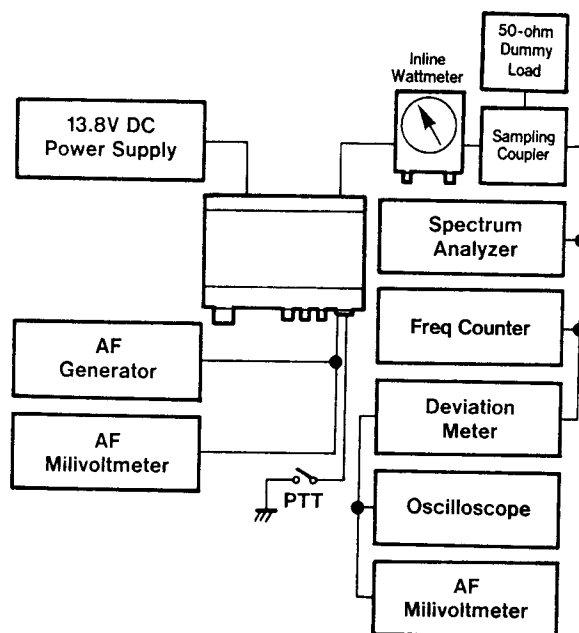 50-ohm
Dummy
Load
Inline
Wattmeter
Sampling
Coupler
13.8V DC
Power Supply
Spectrum
Analyzer
Freq Counter
AF
Generator
Deviation
Meter
AF
Milivoltmeter
PTT
Oscilloscope
AF
Milivoltmeter